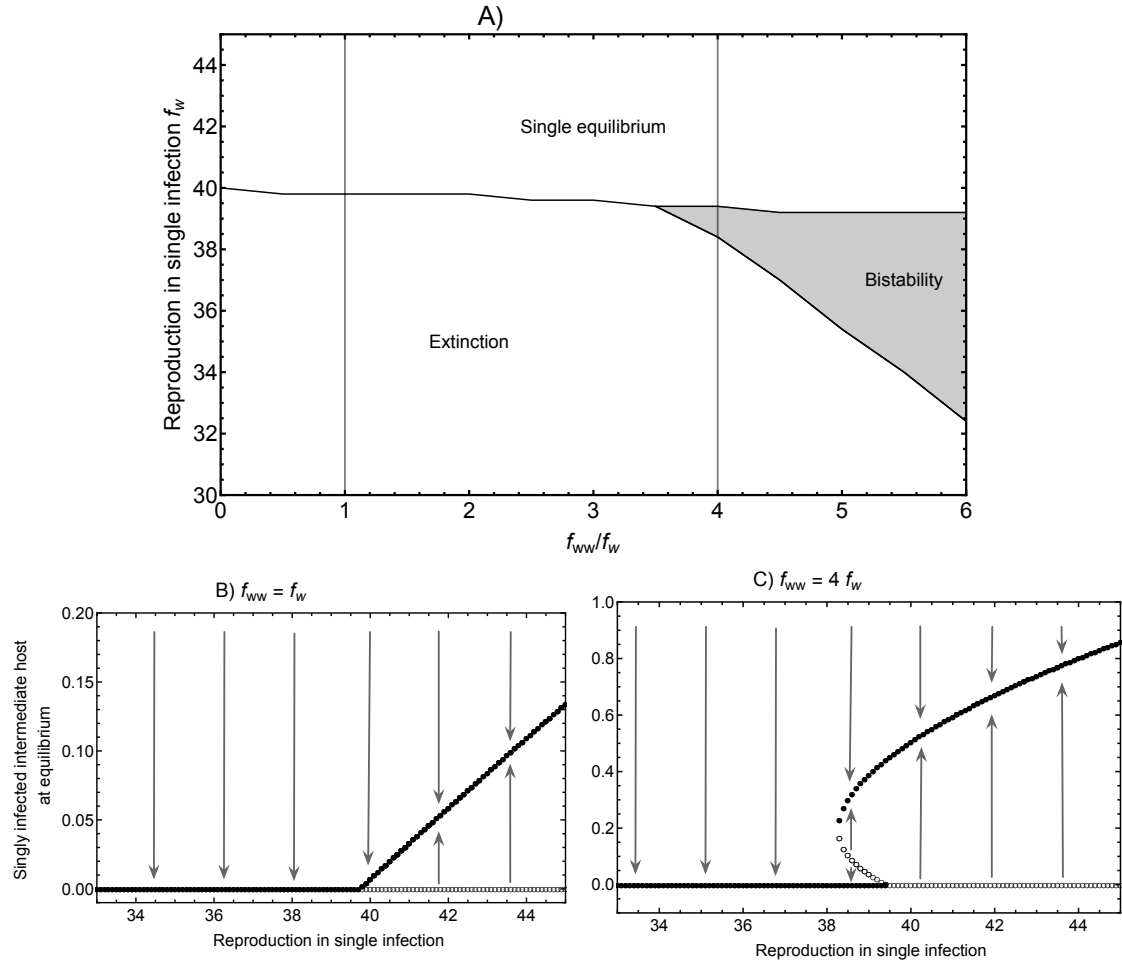 A)
Reproduction in single infection f_w
44
42
40
38
36
34
32
30
Single equilibrium
Extinction
Bistability
0 1 2 3 4 5 6
f_ww/f_w
B) f_ww = f_w
Singly infected intermediate host
at equilibrium
0.20
0.15
0.10
0.05
0.00
34 36 38 40 42 44
Reproduction in single infection
C) f_ww = 4 f_w
1.0
0.8
0.6
0.4
0.2
0.0
34 36 38 40 42 44
Reproduction in single infection